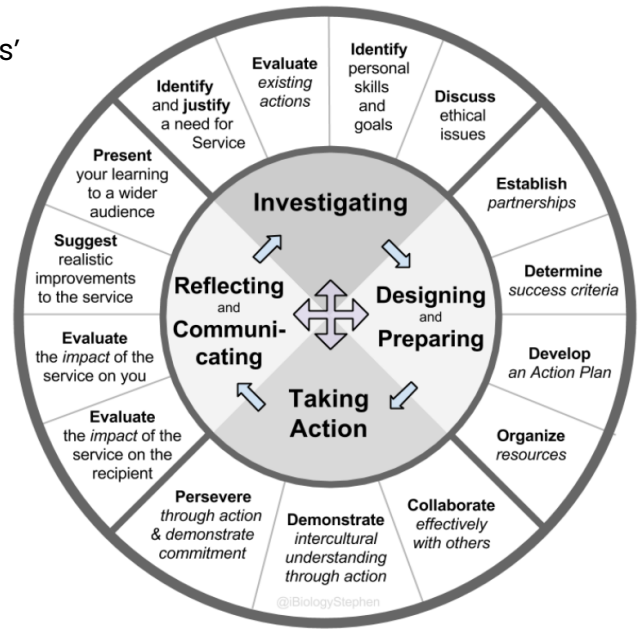 s’
Identify
and justify
a need for
Service
Evaluate
existing
actions
Identify
personal
skills
and
goals
Discuss
ethical
issues
Establish
partnerships
Determine
success criteria
Develop
an Action Plan
Organize
resources
Collaborate
effectively
with others
Demonstrate
intercultural
understanding
through action
Persevere
through action
& demonstrate
commitment
Evaluate
the impact of the
service on the
recipient
Evaluate
the impact of the
service on you
Suggest
realistic
improvements
to the service
Present
your learning
to a wider
audience
Investigating
Designing
and
Preparing
Taking
Action
Reflecting
and
Communi-
cating
@iBiologyStephen